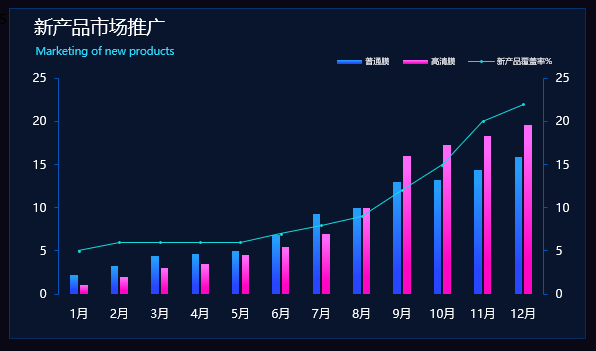 新产品市场推广
Marketing of new products
普通膜 高清膜 新产品覆盖率%
25 25
20 20
15 15
10 10
5 5
0 0
1月 2月 3月 4月 5月 6月 7月 8月 9月 10月 11月 12月